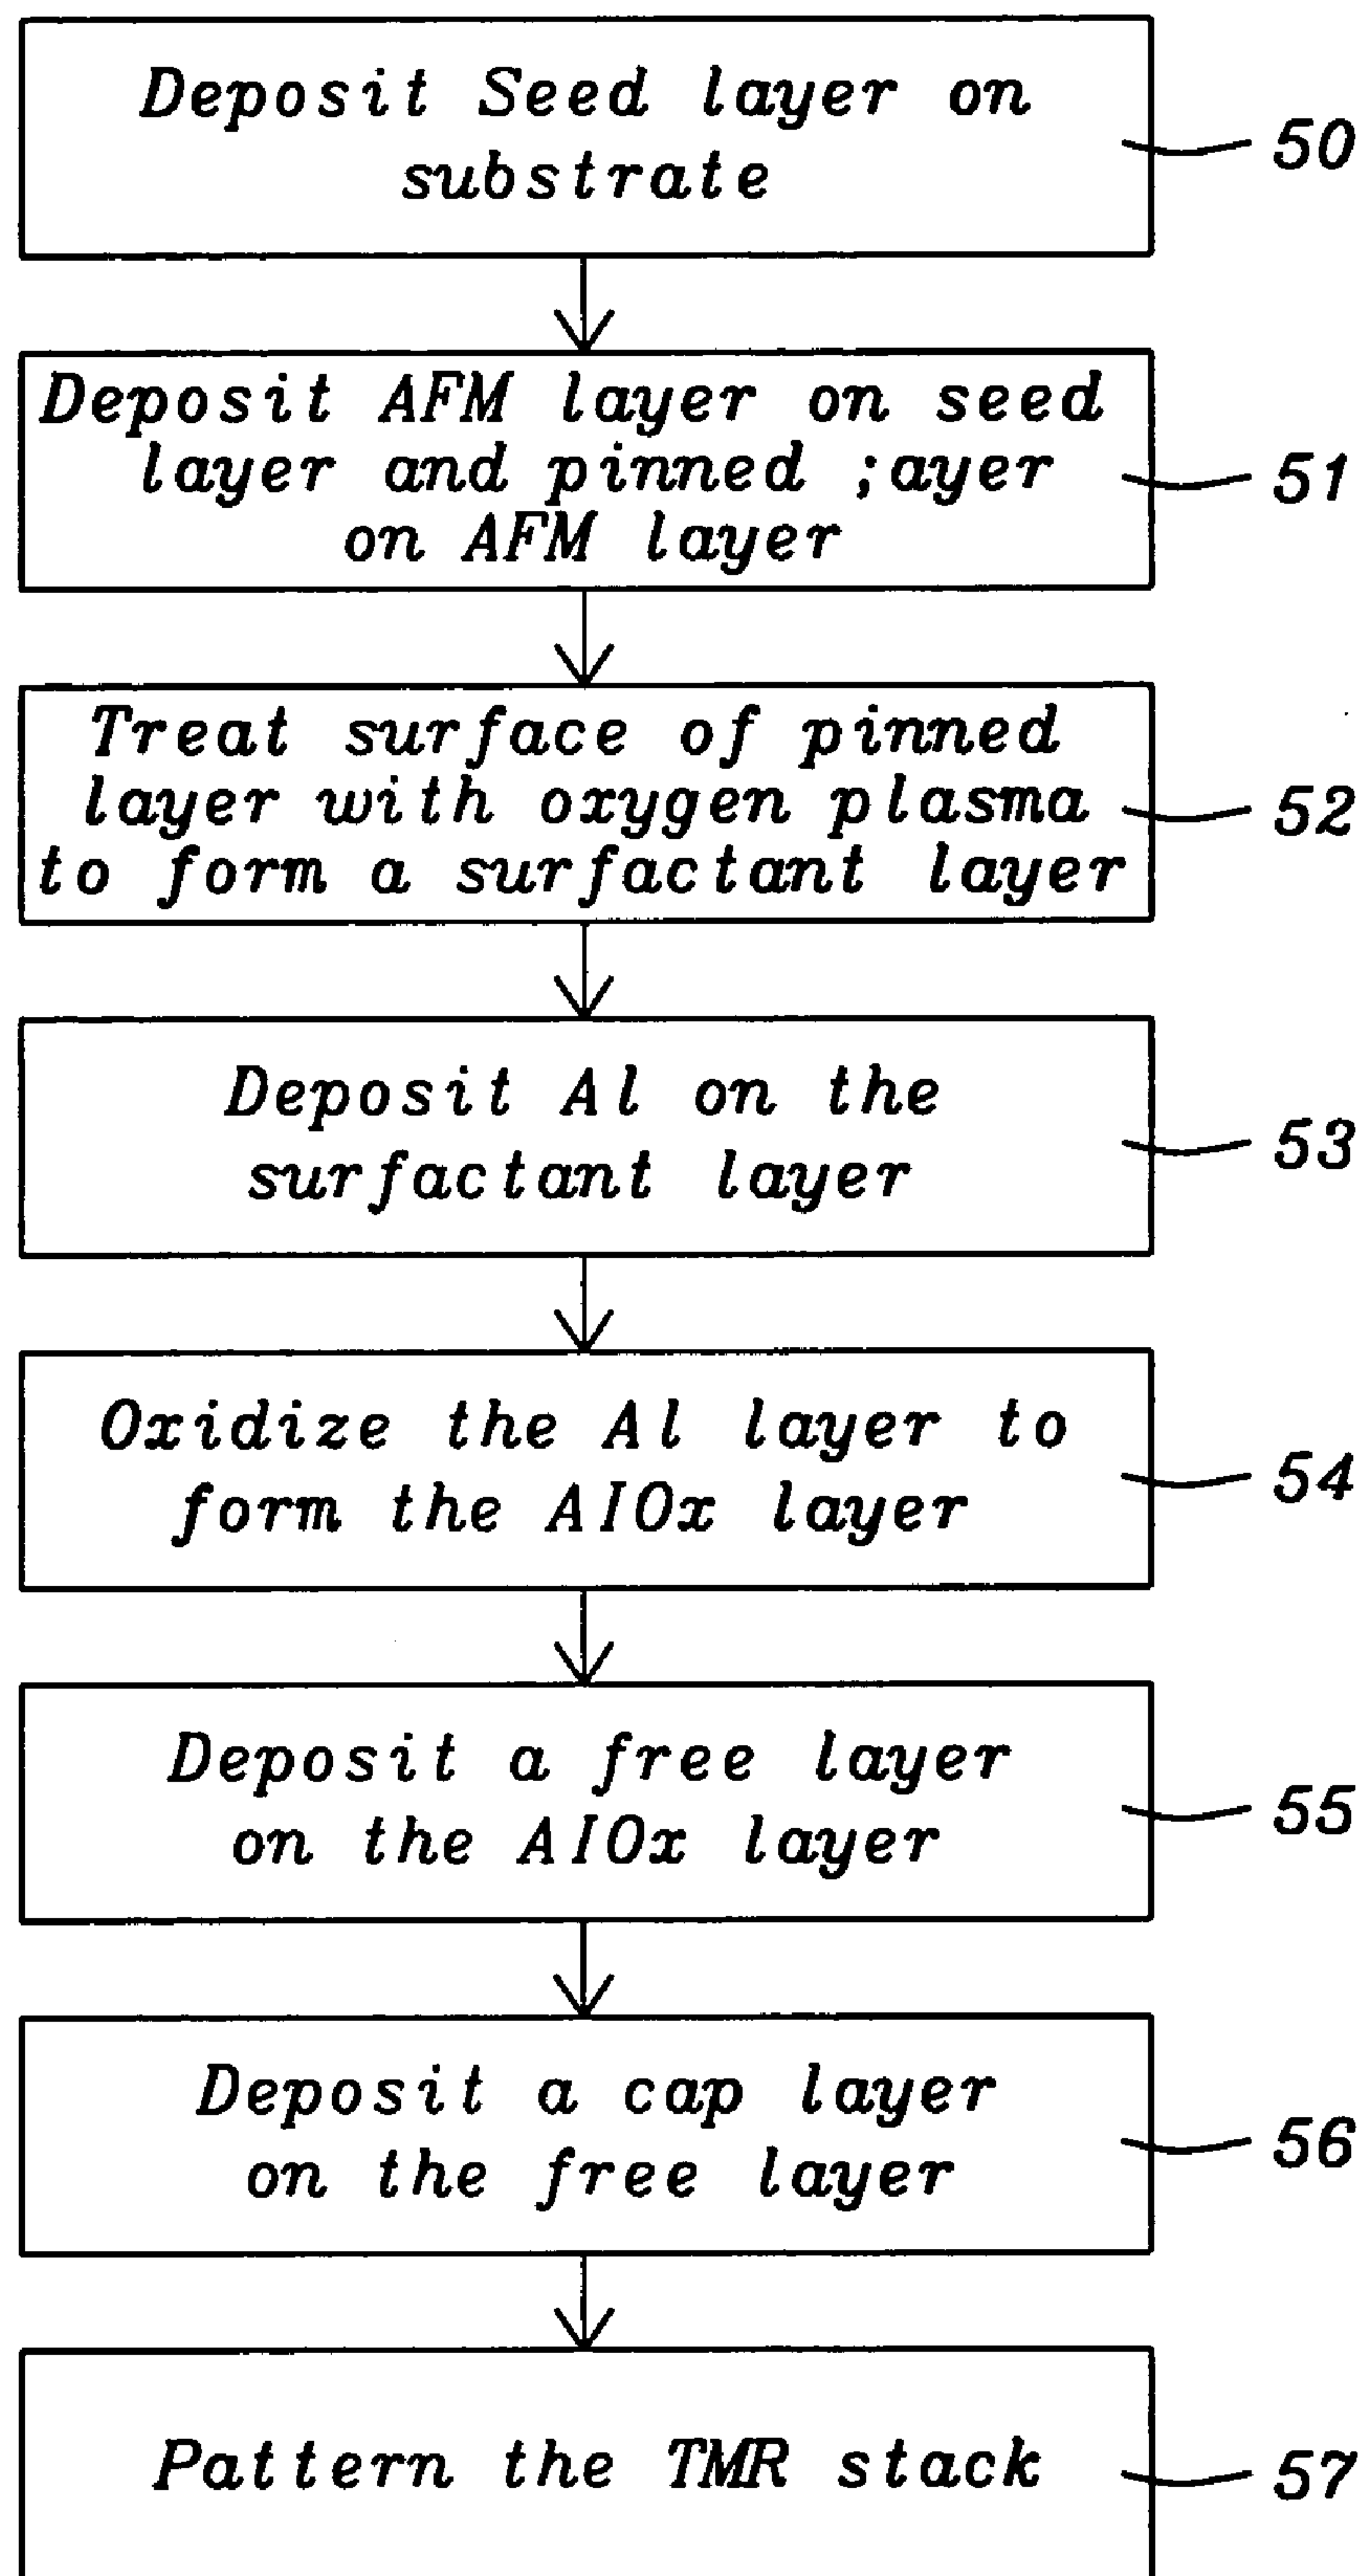 Deposit Seed layer on
substrate
50
Deposit AFM layer on seed
layer and pinned ;ayer
on AFM layer
51
Treat surface of pinned
layer with oxygen plasma
to form a surfactant layer
52
Deposit Al on the
surfactant layer
53
Oxidize the Al layer to
form the AIOx layer
54
Deposit a free layer
on the AIOx layer
55
Deposit a cap layer
on the free layer
56
Pattern the TMR stack
57